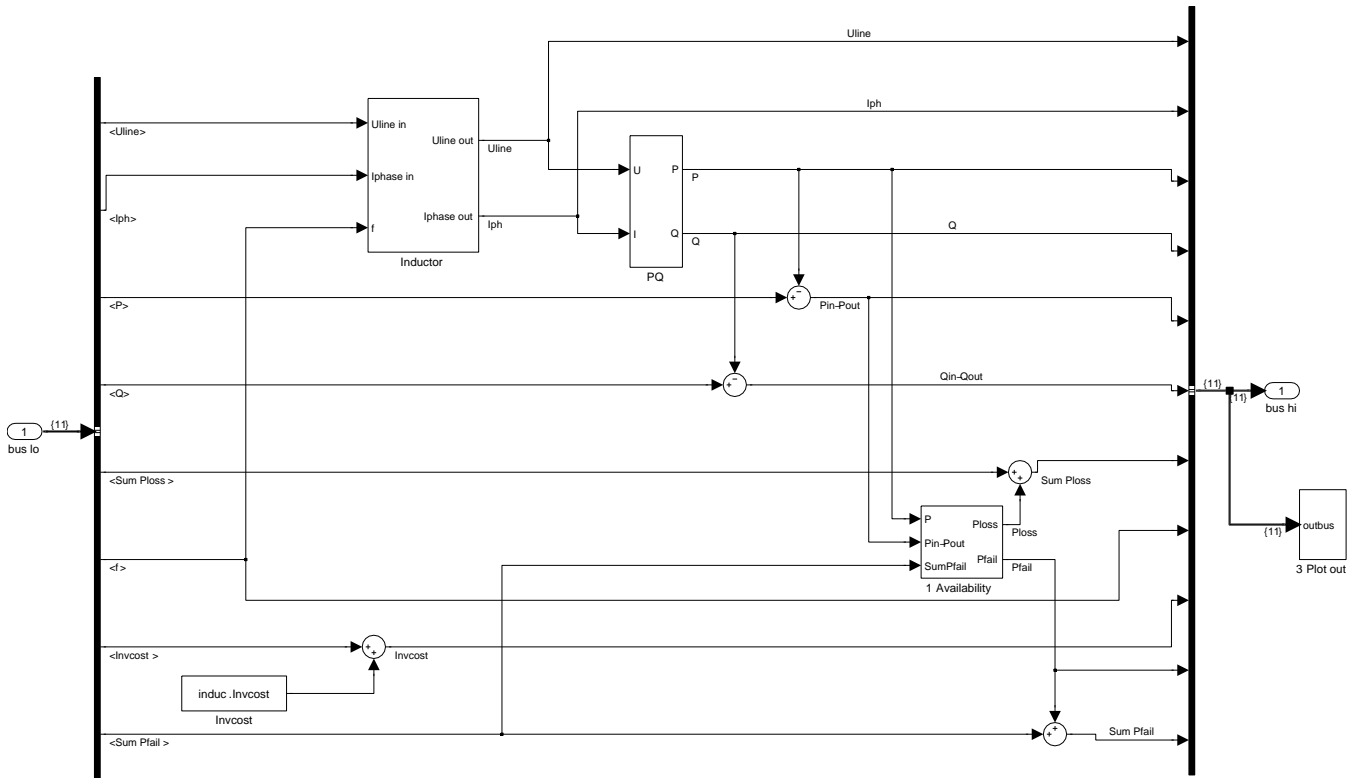 Uline
Iph
<Uline>
Uline in
Uline out
Uline
Iphase in
U
P
P
<Iph>
Iphase out
Iph
f
I
Q
Q
Q
Inductor
PQ
−
+
<P>
Pin-Pout
−
+
<Q>
Qin-Qout
{11}
{11}
1
bus hi
1
{11}
bus lo
<Sum Ploss >
+
+
Sum Ploss
P
Ploss
Ploss
Pin-Pout
Pfail
Pfail
SumPfail
1 Availability
{11}
outbus
3 Plot out
<f>
<Invcost >
+
+
Invcost
induc .Invcost
Invcost
<Sum Pfail >
+
+
Sum Pfail